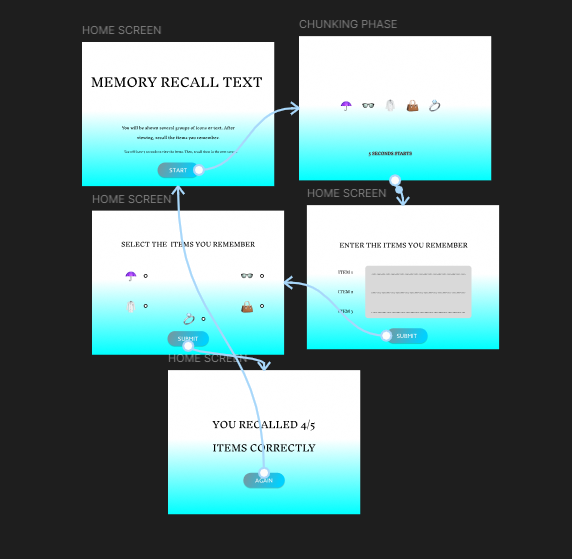 HOME SCREEN
MEMORY RECALL TEXT
You will be shown several groups of icons or text. After
viewing, recall the items you remember.
START
CHUNKING PHASE
5 SECONDS STARTS
HOME SCREEN
SELECT THE ITEMS YOU REMEMBER
SUBMIT
HOME SCREEN
ENTER THE ITEMS YOU REMEMBER
ITEM 1
ITEM 2
ITEM 3
SUBMIT
HOME SCREEN
YOU RECALLED 4/5
ITEMS CORRECTLY
AGAIN